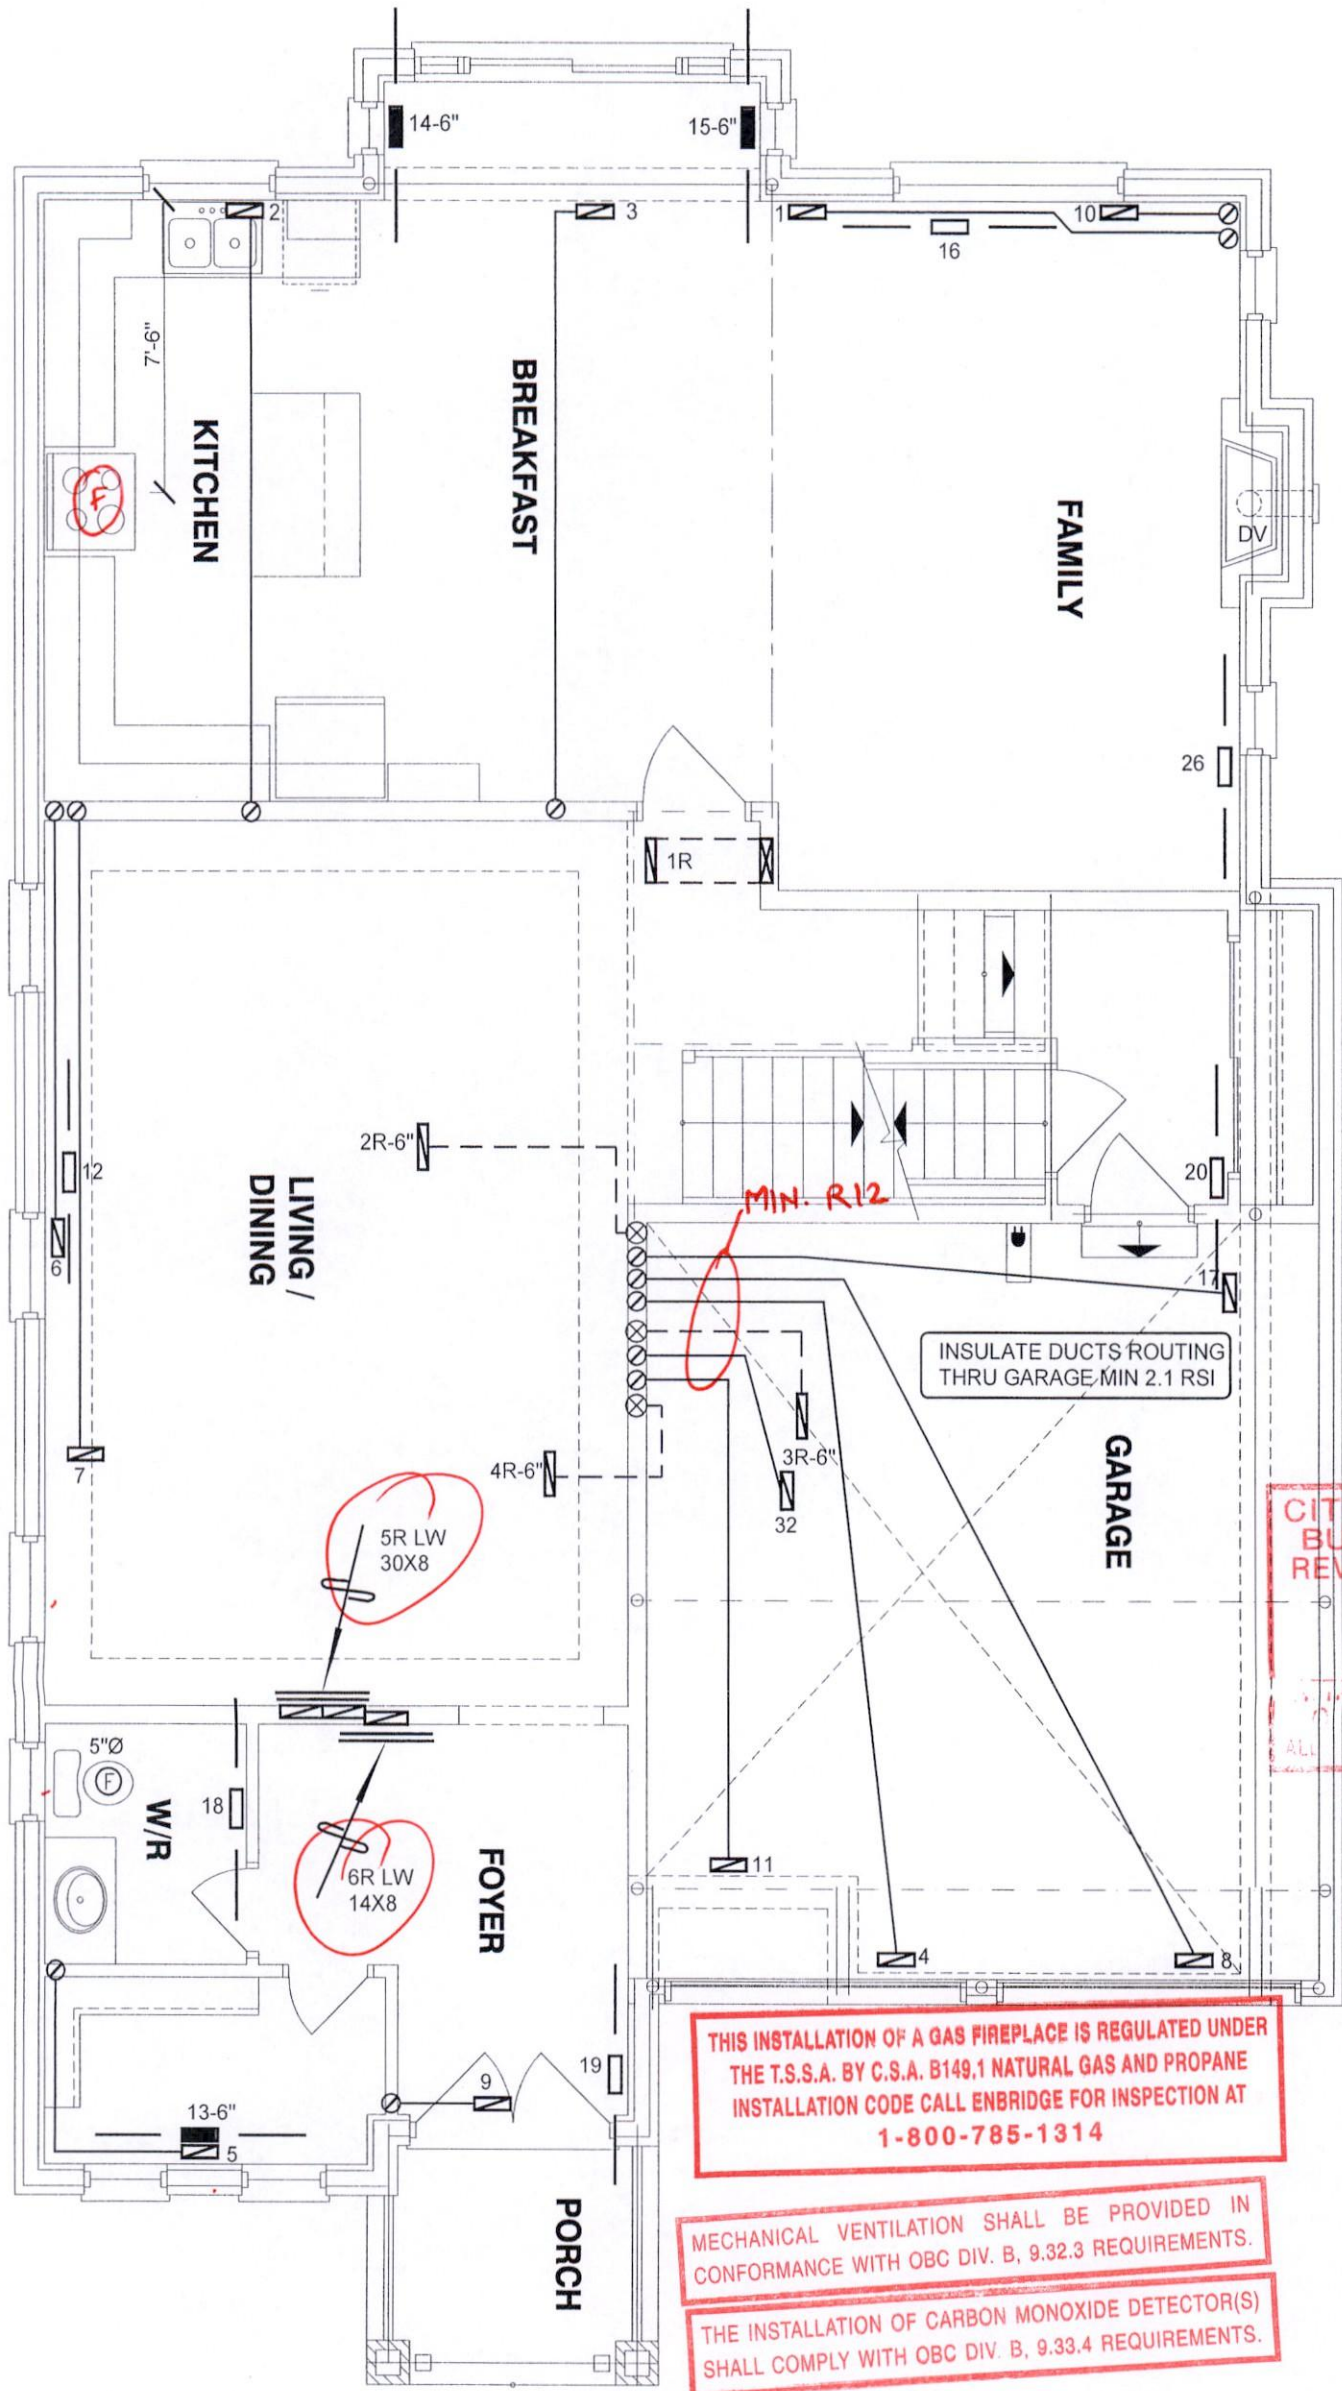 14-6"
15-6"
2
3
1
10
16
7'-9"
KITCHEN
BREAKFAST
FAMILY
F
DV
26
1R
2R-6"
12
6
LIVING /
DINING
MIN. R12
20
17
INSULATE DUCTS ROUTING
THRU GARAGE MIN 2.1 RSI
7
4R-6"
3R-6"
32
GARAGE
5R LW
30X8
CIT
BU
REV
ALL
5"Ø
F
W/R
18
6R LW
14X8
FOYER
11
4
8
19
9
13-6"
5
PORCH
THIS INSTALLATION OF A GAS FIREPLACE IS REGULATED UNDER
THE T.S.S.A. BY C.S.A. B149,1 NATURAL GAS AND PROPANE
INSTALLATION CODE CALL ENBRIDGE FOR INSPECTION AT
1-800-785-1314
MECHANICAL VENTILATION SHALL BE PROVIDED IN
CONFORMANCE WITH OBC DIV. B, 9.32.3 REQUIREMENTS.
THE INSTALLATION OF CARBON MONOXIDE DETECTOR(S)
SHALL COMPLY WITH OBC DIV. B, 9.33.4 REQUIREMENTS.